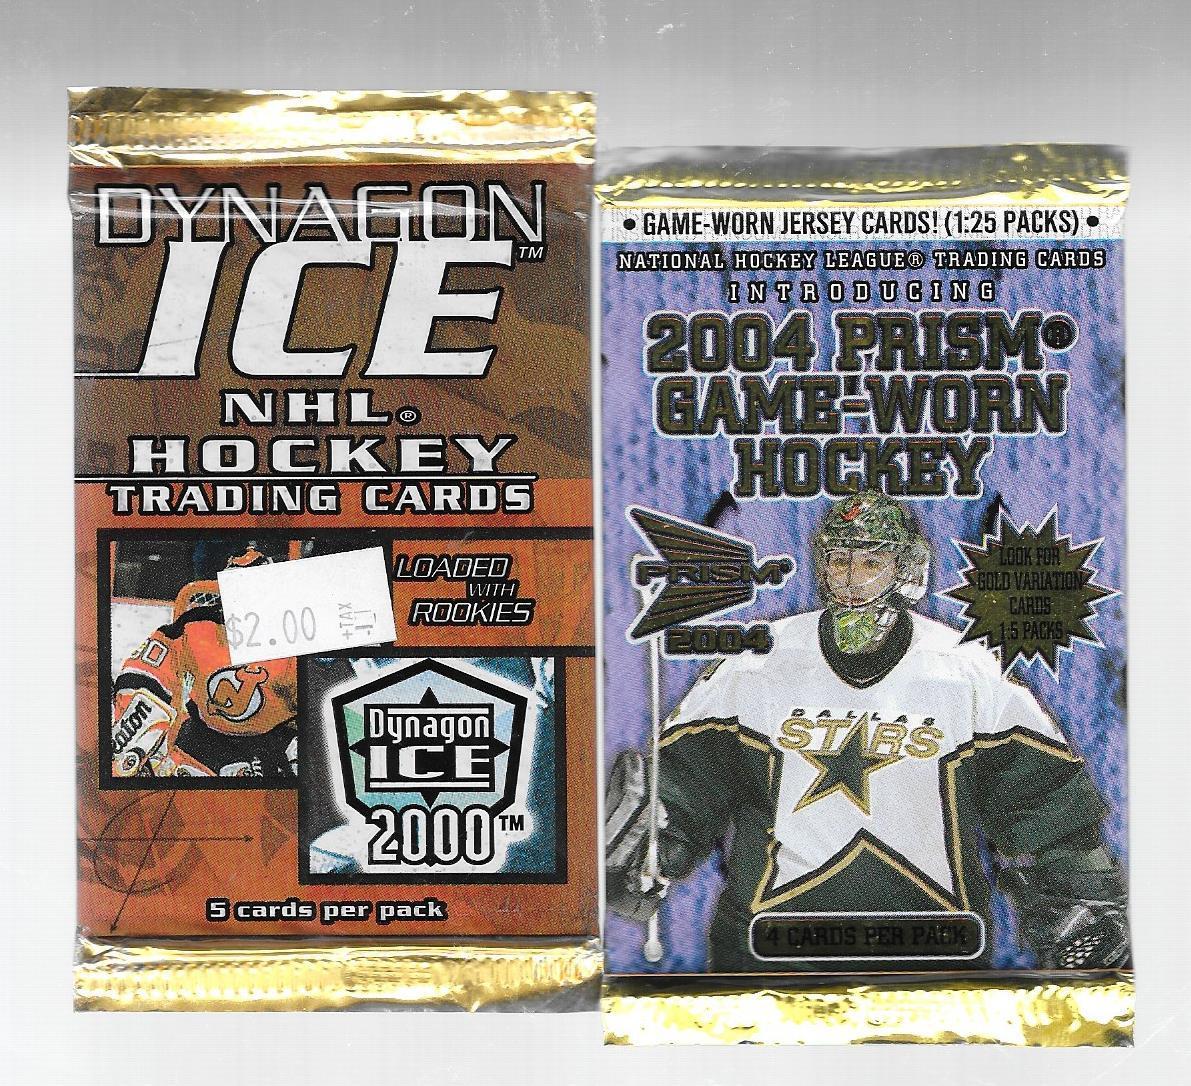 DYNAGON
ICE™
NHL®
HOCKEY
TRADING CARDS
LOADED
WITH
ROOKIES
$2.00
+TAX
30
Dynagon
ICE
2000™
5 cards per pack
• GAME-WORN JERSEY CARDS! (1:25 PACKS) •
NATIONAL HOCKEY LEAGUE® TRADING CARDS
INTRODUCING
2004 PRISM®
GAME-WORN
HOCKEY
PRISM®
2004
LOOK FOR
GOLD VARIATION
CARDS
1:5 PACKS
DALLAS
STARS
4 CARDS PER PACK